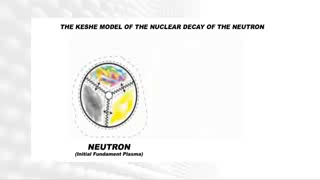 THE KESHE MODEL OF THE NUCLEAR DECAY OF THE NEUTRON
NEUTRON
(Initial Fundament Plasma)